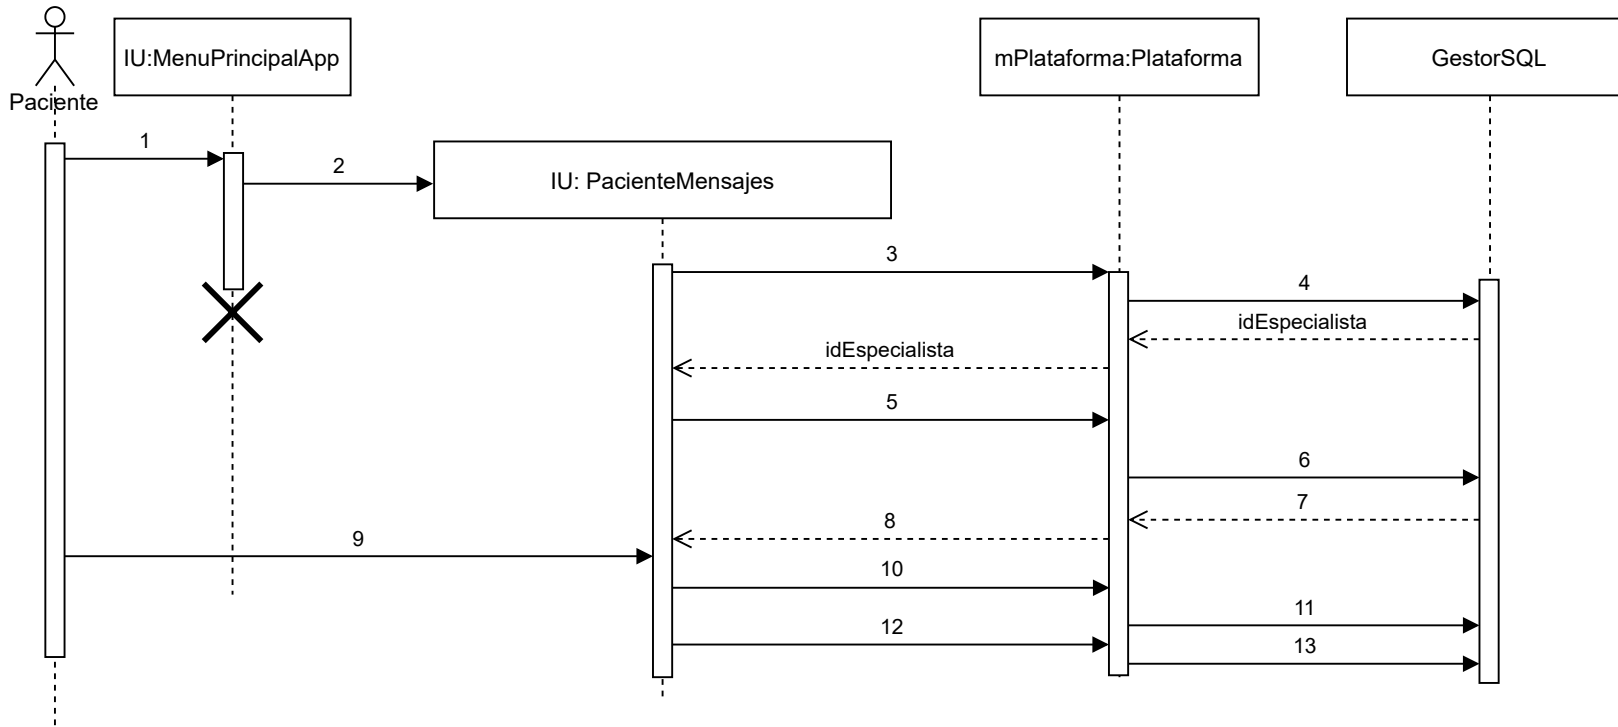 Paciente
IU:MenuPrincipalApp
mPlataforma:Plataforma
GestorSQL
1
2
IU: PacienteMensajes
3
4
idEspecialista
idEspecialista
5
6
7
8
9
10
11
12
13